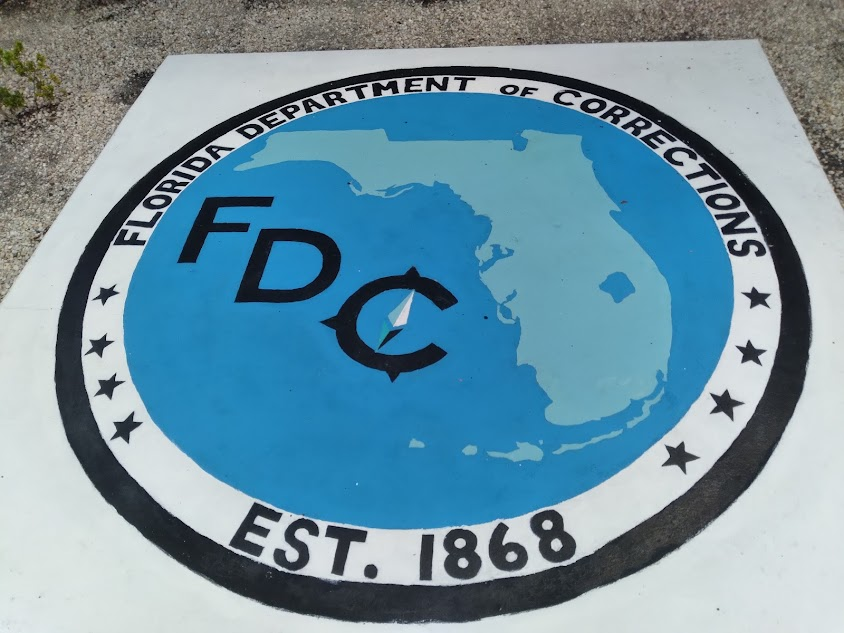 FLORIDA DEPARTMENT OF CORRECTIONS
FDC
EST. 1868